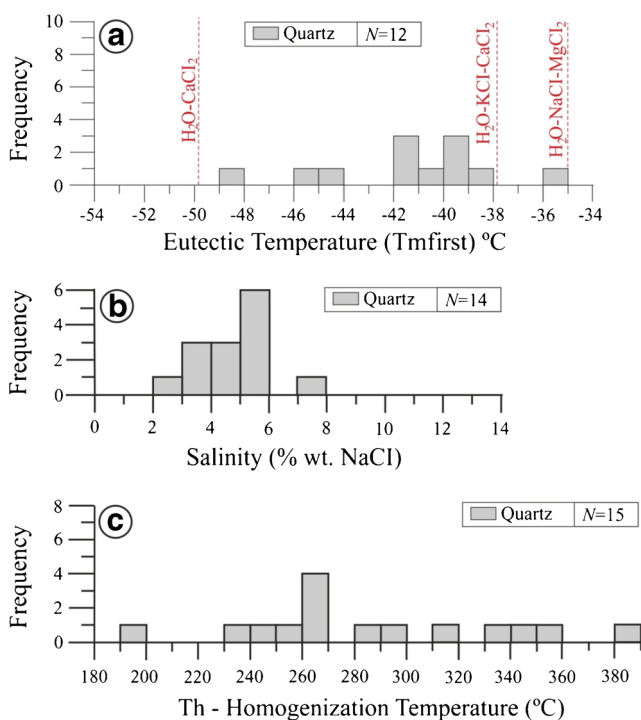 a
Quartz N=12
H₂O-CaCl₂
H₂O-KCl-CaCl₂
H₂O-NaCl-MgCl₂
Frequency
10
8
6
4
2
0
-54 -52 -50 -48 -46 -44 -42 -40 -38 -36 -34
Eutectic Temperature (Tmfirst) ºC
b
Quartz N=14
Frequency
6
4
2
0
0 2 4 6 8 10 12 14
Salinity (% wt. NaCl)
c
Quartz N=15
Frequency
8
6
4
2
0
180 200 220 240 260 280 300 320 340 360 380
Th - Homogenization Temperature (ºC)